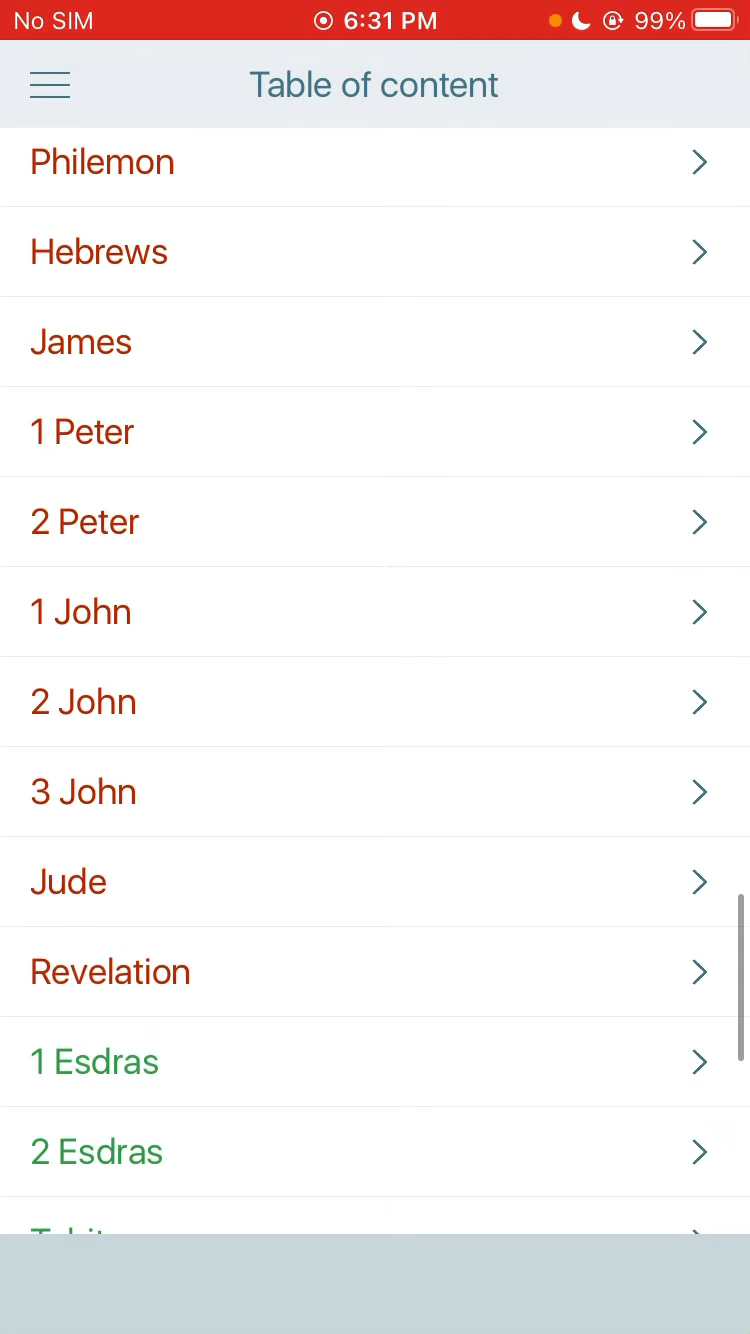 No SIM 6:31 PM 99%
Table of content
Philemon
Hebrews
James
1 Peter
2 Peter
1 John
2 John
3 John
Jude
Revelation
1 Esdras
2 Esdras